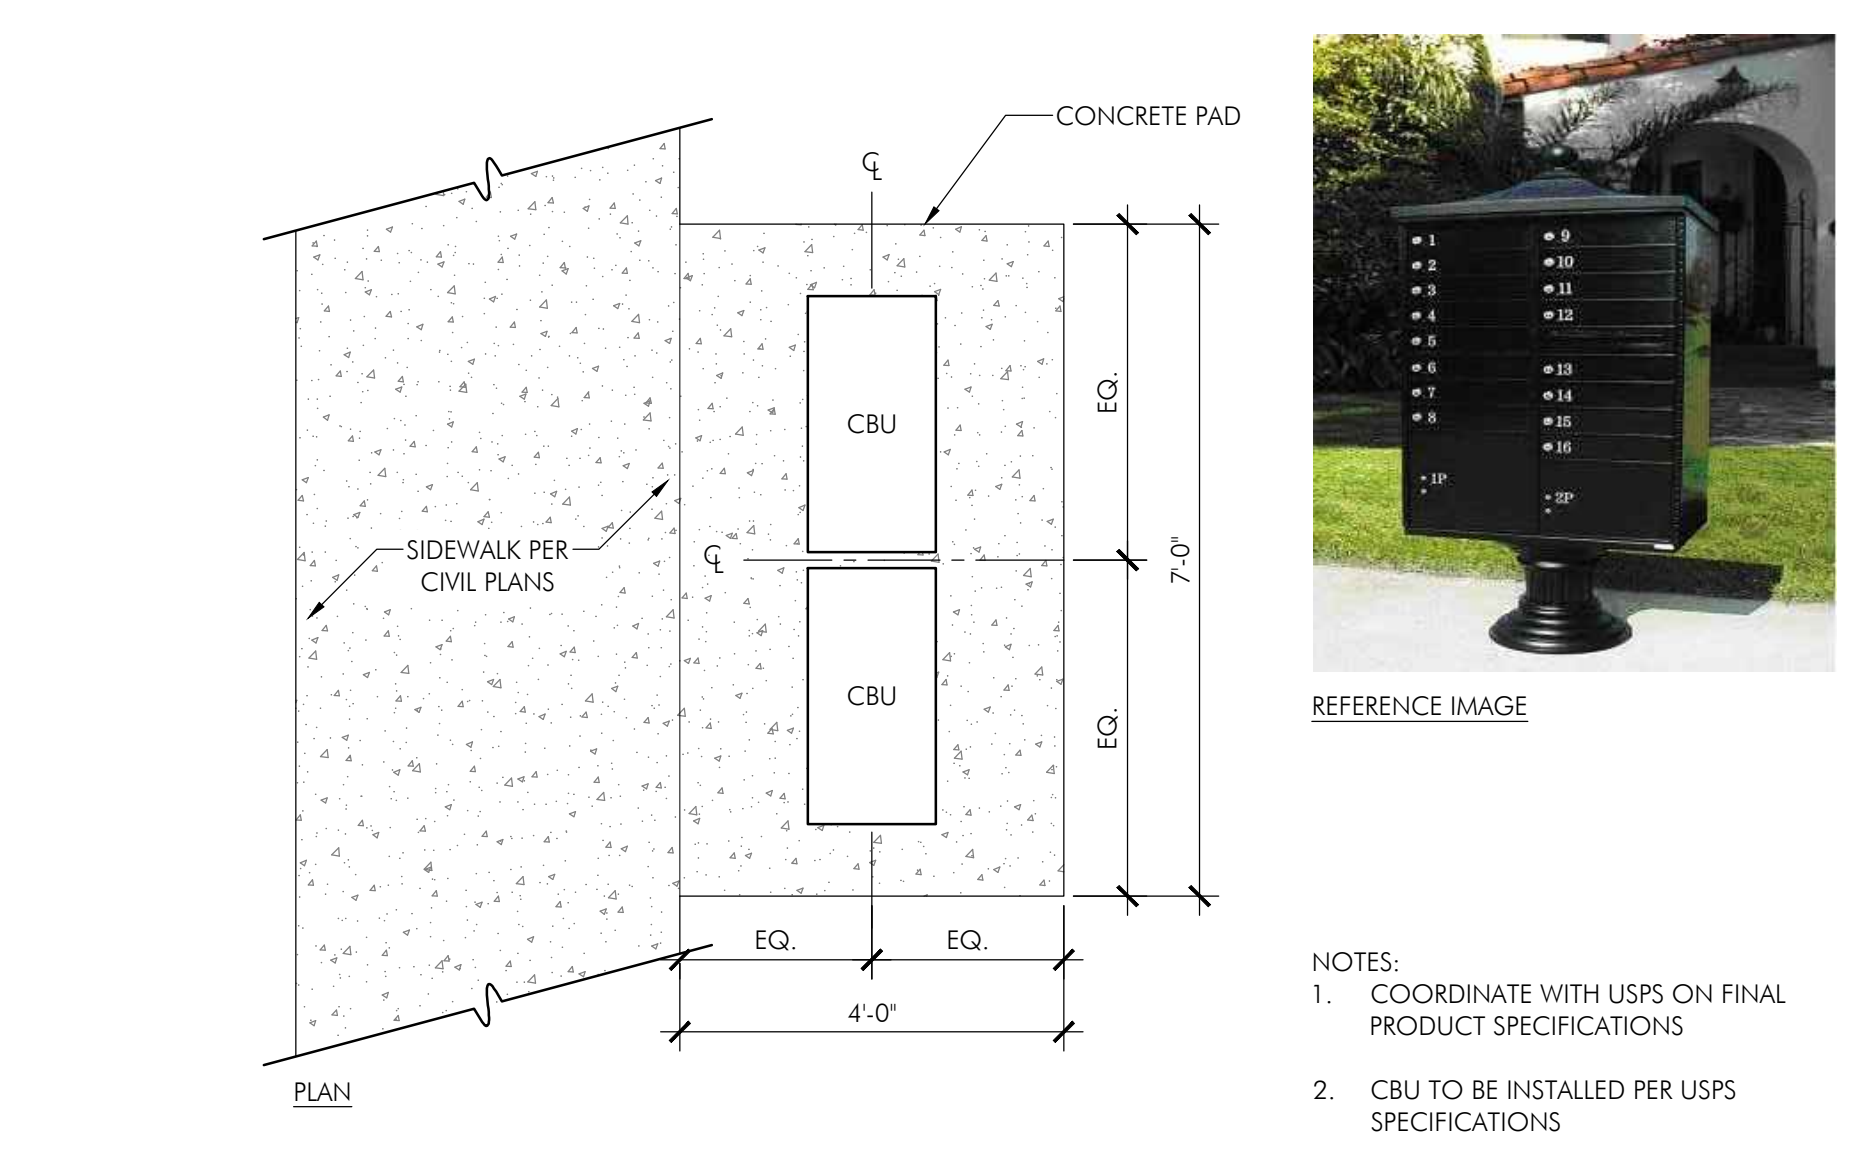 CONCRETE PAD
℄
CBU
EQ.
SIDEWALK PER
CIVIL PLANS
℄
7'-0"
CBU
EQ.
EQ.
EQ.
4'-0"
PLAN
1
2
3
4
5
6
7
8
1P
9
10
11
12
13
14
15
16
2P
REFERENCE IMAGE
NOTES:
1. COORDINATE WITH USPS ON FINAL
PRODUCT SPECIFICATIONS
2. CBU TO BE INSTALLED PER USPS
SPECIFICATIONS